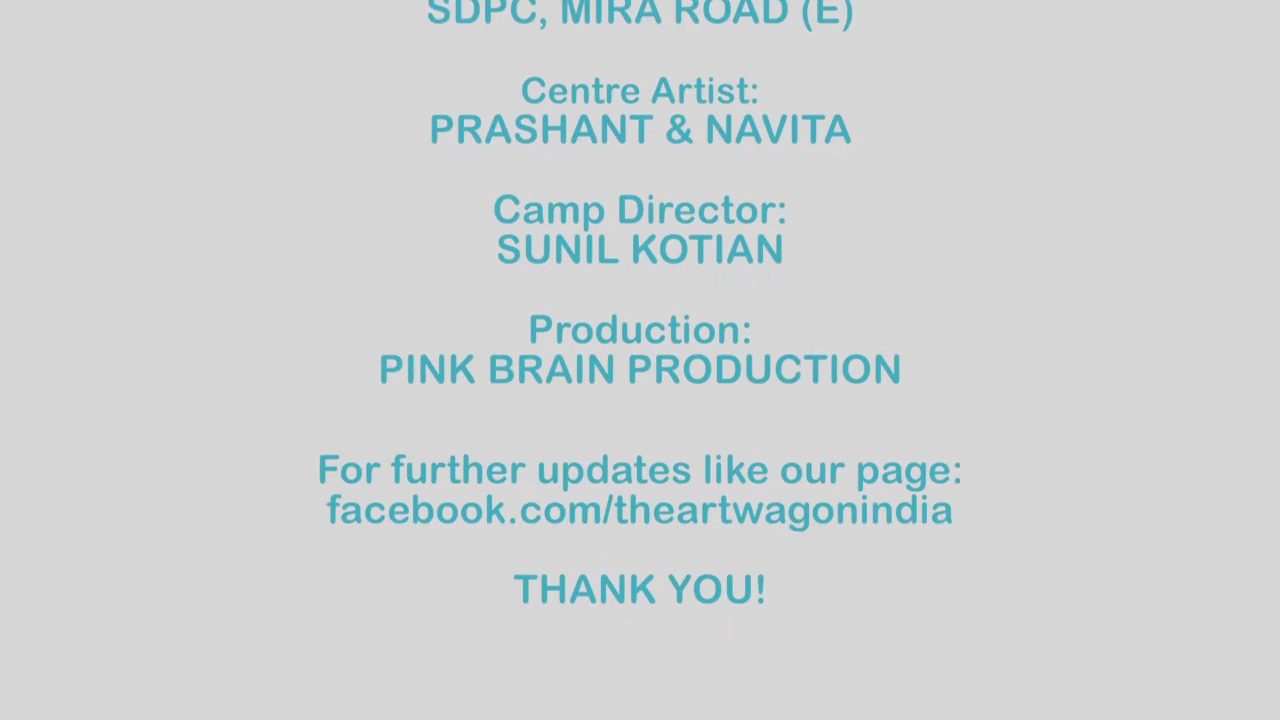 SDPC, MIRA ROAD (E)
Centre Artist:
PRASHANT & NAVITA
Camp Director:
SUNIL KOTIAN
Production:
PINK BRAIN PRODUCTION
For further updates like our page:
facebook.com/theartwagonindia
THANK YOU!